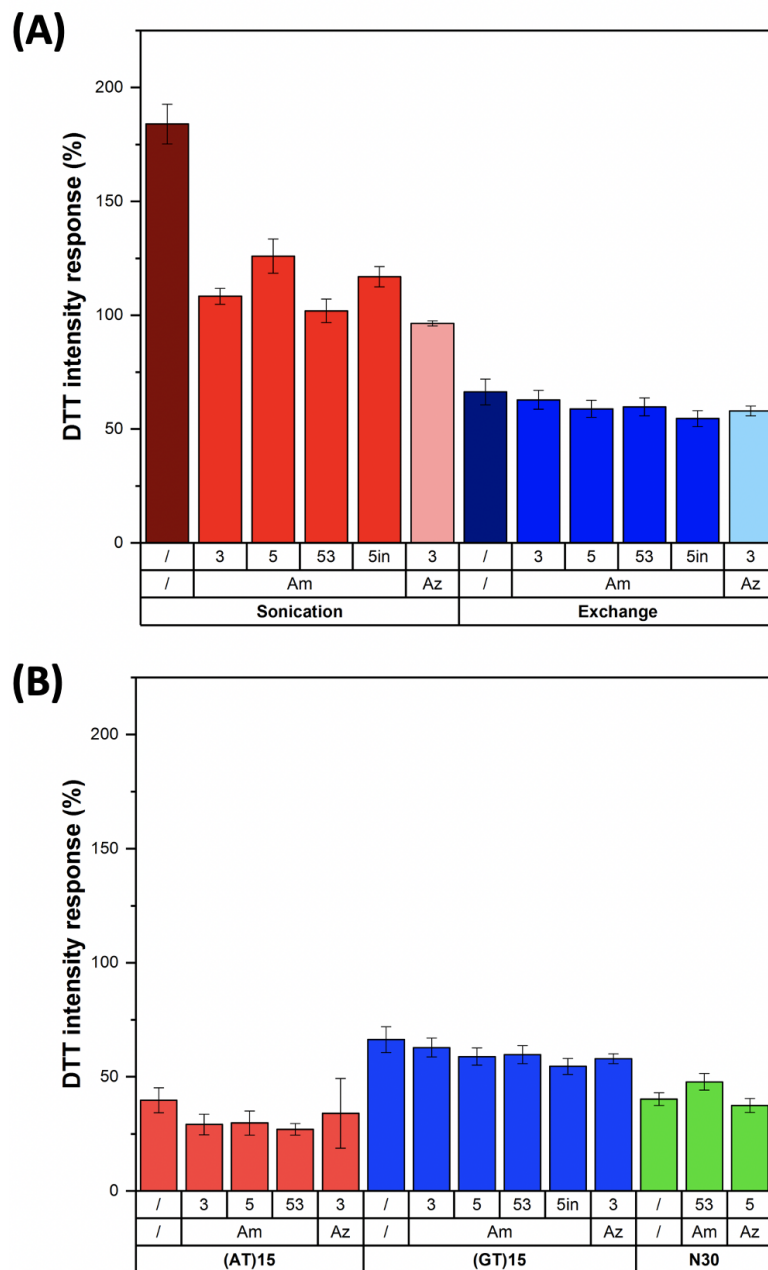 (A)
DTT intensity response (%)
200
150
100
50
0
/ 3 5 53 5in 3 / 3 5 53 5in 3
/ Am Az / Am Az
Sonication Exchange
(B)
DTT intensity response (%)
200
150
100
50
0
/ 3 5 53 3 / 3 5 53 5in 3 / 53 5
/ Am Az / Am Az / Am Az
(AT)15 (GT)15 N30